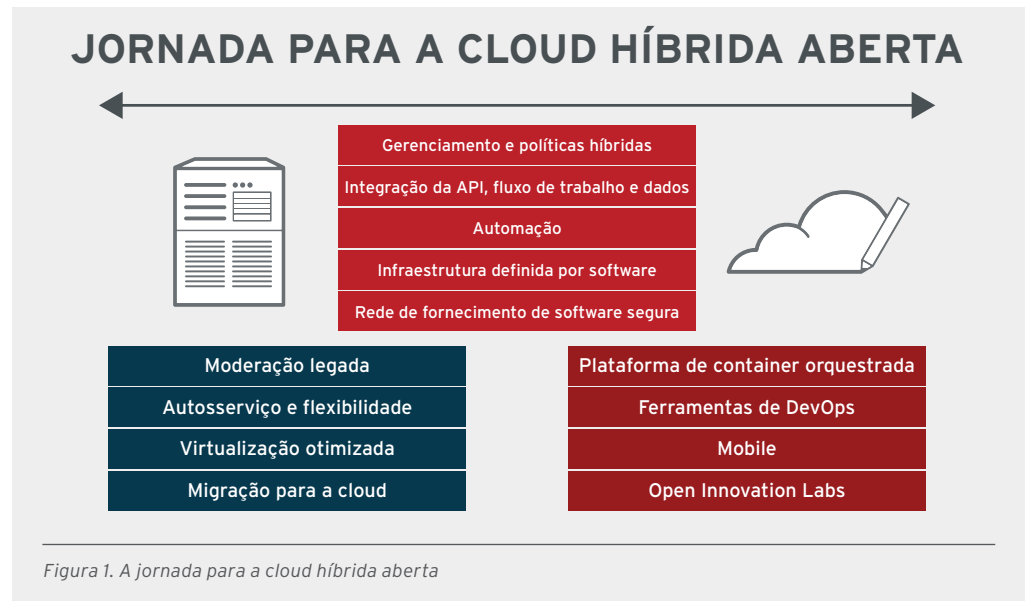 JORNADA PARA A CLOUD HÍBRIDA ABERTA
Gerenciamento e políticas híbridas
Integração da API, fluxo de trabalho e dados
Automação
Infraestrutura definida por software
Rede de fornecimento de software segura
Moderação legada
Autosserviço e flexibilidade
Virtualização otimizada
Migração para a cloud
Plataforma de container orquestrada
Ferramentas de DevOps
Mobile
Open Innovation Labs
Figura 1. A jornada para a cloud híbrida aberta